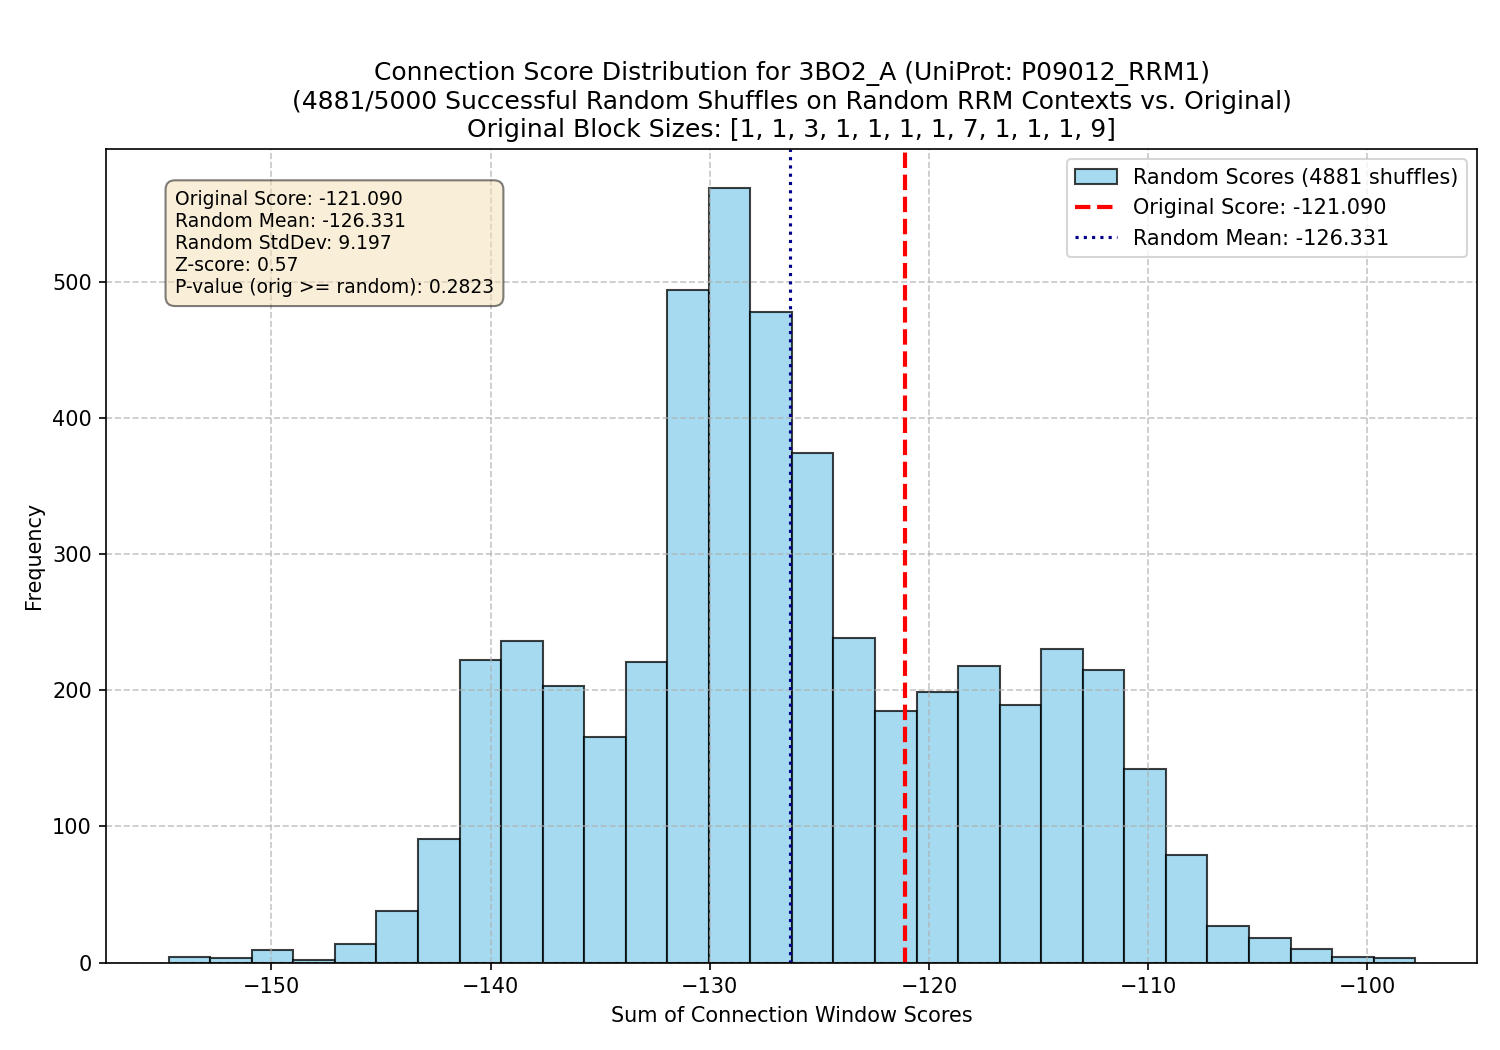 Connection Score Distribution for 3BO2_A (UniProt: P09012_RRM1)
(4881/5000 Successful Random Shuffles on Random RRM Contexts vs. Original)
Original Block Sizes: [1, 1, 3, 1, 1, 1, 1, 7, 1, 1, 1, 9]
Original Score: -121.090
Random Mean: -126.331
Random StdDev: 9.197
Z-score: 0.57
P-value (orig >= random): 0.2823
Random Scores (4881 shuffles)
Original Score: -121.090
Random Mean: -126.331
Frequency
500
400
300
200
100
0
−150 −140 −130 −120 −110 −100
Sum of Connection Window Scores